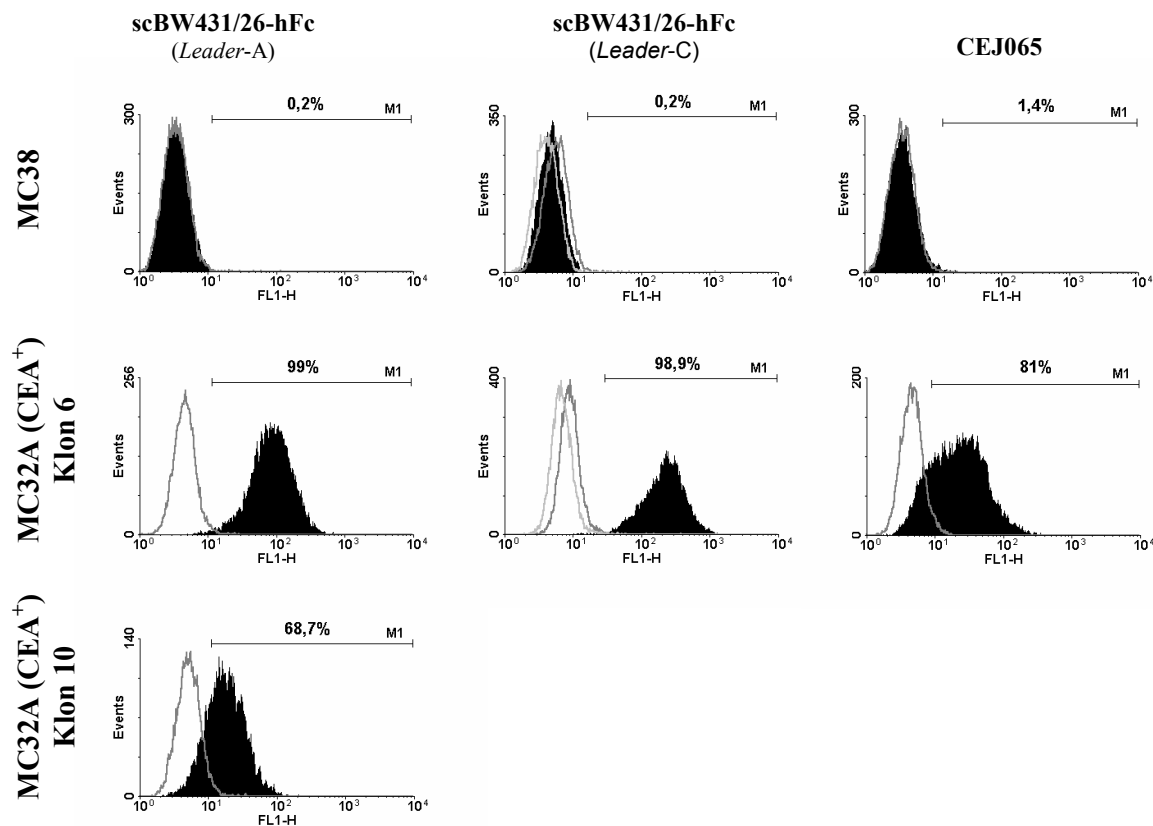 scBW431/26-hFc
(Leader-A)
scBW431/26-hFc
(Leader-C)
CEJ065
MC38
300
0,2%
M1
Events
0
10⁰ 10¹ 10² 10³ 10⁴
FL1-H
350
0,2%
M1
Events
0
10⁰ 10¹ 10² 10³ 10⁴
FL1-H
300
1,4%
M1
Events
0
10⁰ 10¹ 10² 10³ 10⁴
FL1-H
MC32A (CEA⁺)
Klon 6
256
99%
M1
Events
0
10⁰ 10¹ 10² 10³ 10⁴
FL1-H
400
98,9%
M1
Events
0
10⁰ 10¹ 10² 10³ 10⁴
FL1-H
200
81%
M1
Events
0
10⁰ 10¹ 10² 10³ 10⁴
FL1-H
MC32A (CEA⁺)
Klon 10
140
68,7%
M1
Events
0
10⁰ 10¹ 10² 10³ 10⁴
FL1-H